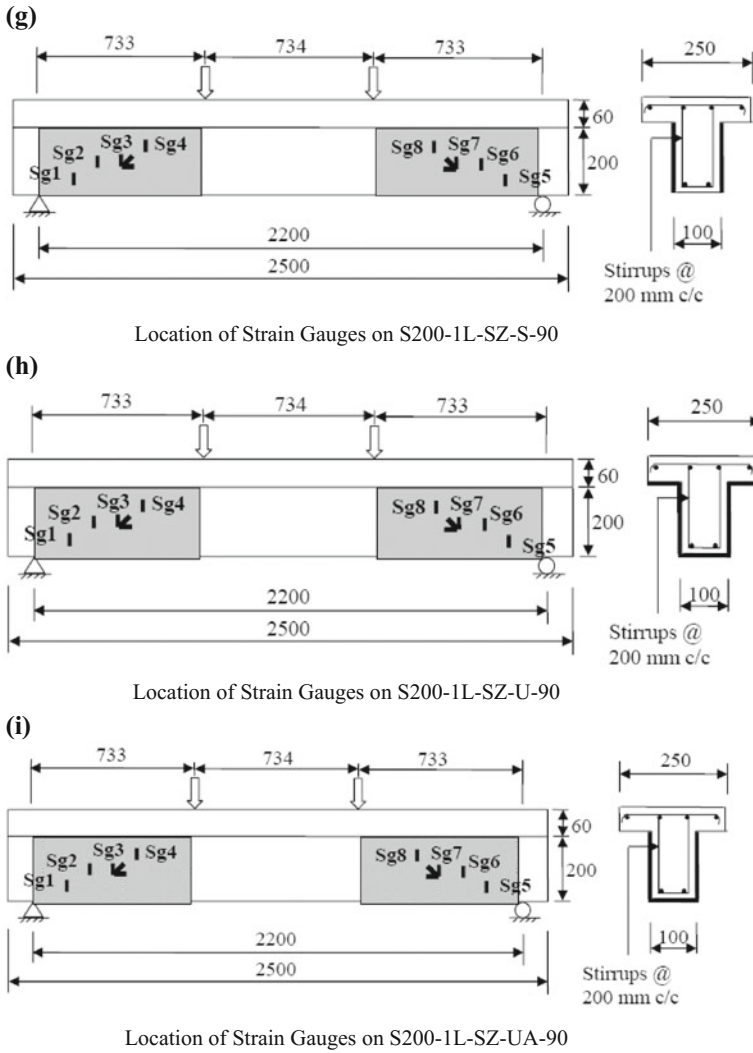 (g)
733 734 733 250
60
200
Sg1 Sg2 Sg3 Sg4 Sg8 Sg7 Sg6 Sg5
100
2200
2500
Stirrups @
200 mm c/c
Location of Strain Gauges on S200-1L-SZ-S-90
(h)
733 734 733 250
60
200
Sg1 Sg2 Sg3 Sg4 Sg8 Sg7 Sg6 Sg5
100
2200
2500
Stirrups @
200 mm c/c
Location of Strain Gauges on S200-1L-SZ-U-90
(i)
733 734 733 250
60
200
Sg1 Sg2 Sg3 Sg4 Sg8 Sg7 Sg6 Sg5
100
2200
2500
Stirrups @
200 mm c/c
Location of Strain Gauges on S200-1L-SZ-UA-90